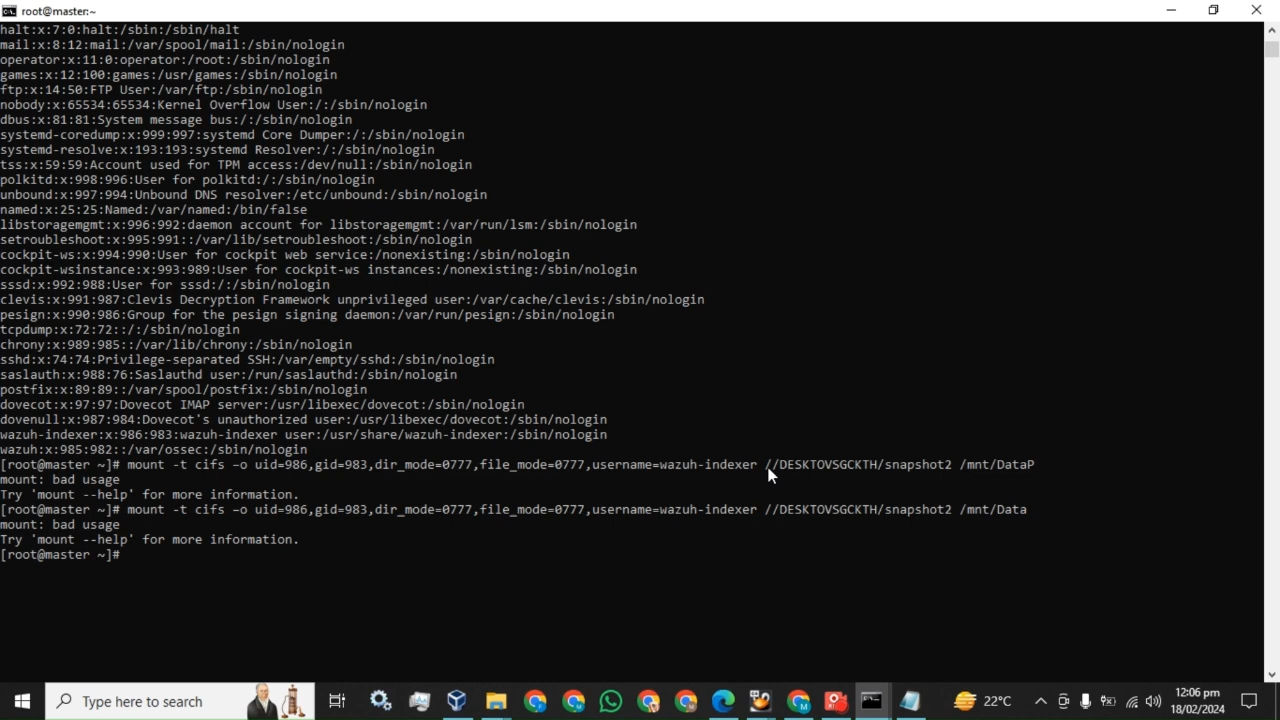 root@master:~
halt:x:7:0:halt:/sbin:/sbin/halt
mail:x:8:12:mail:/var/spool/mail:/sbin/nologin
operator:x:11:0:operator:/root:/sbin/nologin
games:x:12:100:games:/usr/games:/sbin/nologin
ftp:x:14:50:FTP User:/var/ftp:/sbin/nologin
nobody:x:65534:65534:Kernel Overflow User:/:/sbin/nologin
dbus:x:81:81:System message bus:/:/sbin/nologin
systemd-coredump:x:999:997:systemd Core Dumper:/:/sbin/nologin
systemd-resolve:x:193:193:systemd Resolver:/:/sbin/nologin
tss:x:59:59:Account used for TPM access:/dev/null:/sbin/nologin
polkitd:x:998:996:User for polkitd:/:/sbin/nologin
unbound:x:997:994:Unbound DNS resolver:/etc/unbound:/sbin/nologin
named:x:25:25:Named:/var/named:/bin/false
libstoragemgmt:x:996:992:daemon account for libstoragemgmt:/var/run/lsm:/sbin/nologin
setroubleshoot:x:995:991::/var/lib/setroubleshoot:/sbin/nologin
cockpit-ws:x:994:990:User for cockpit web service:/nonexisting:/sbin/nologin
cockpit-wsinstance:x:993:989:User for cockpit-ws instances:/nonexisting:/sbin/nologin
sssd:x:992:988:User for sssd:/:/sbin/nologin
clevis:x:991:987:Clevis Decryption Framework unprivileged user:/var/cache/clevis:/sbin/nologin
pesign:x:990:986:Group for the pesign signing daemon:/var/run/pesign:/sbin/nologin
tcpdump:x:72:72::/:/sbin/nologin
chrony:x:989:985::/var/lib/chrony:/sbin/nologin
sshd:x:74:74:Privilege-separated SSH:/var/empty/sshd:/sbin/nologin
saslauth:x:988:76:Saslauthd user:/run/saslauthd:/sbin/nologin
postfix:x:89:89::/var/spool/postfix:/sbin/nologin
dovecot:x:97:97:Dovecot IMAP server:/usr/libexec/dovecot:/sbin/nologin
dovenull:x:987:984:Dovecot's unauthorized user:/usr/libexec/dovecot:/sbin/nologin
wazuh-indexer:x:986:983:wazuh-indexer user:/usr/share/wazuh-indexer:/sbin/nologin
wazuh:x:985:982::/var/ossec:/sbin/nologin
[root@master ~]# mount -t cifs –o uid=986,gid=983,dir_mode=0777,file_mode=0777,username=wazuh-indexer //DESKTOVSGCKTH/snapshot2 /mnt/DataP
mount: bad usage
Try 'mount --help' for more information.
[root@master ~]# mount -t cifs –o uid=986,gid=983,dir_mode=0777,file_mode=0777,username=wazuh-indexer //DESKTOVSGCKTH/snapshot2 /mnt/Data
mount: bad usage
Try 'mount --help' for more information.
[root@master ~]#
Type here to search
22°C
12:06 pm
18/02/2024